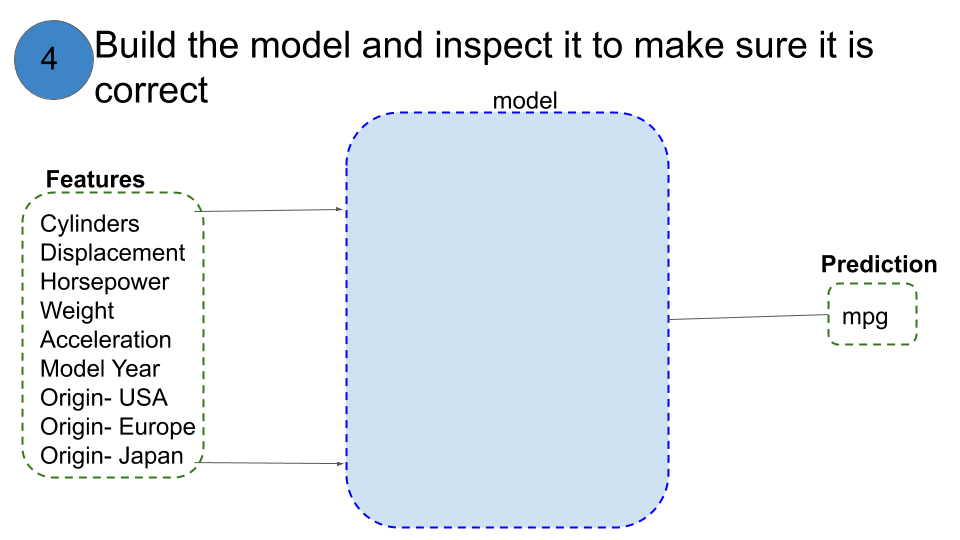 4
Build the model and inspect it to make sure it is
correct
model
Features
Cylinders
Displacement
Horsepower
Weight
Acceleration
Model Year
Origin- USA
Origin- Europe
Origin- Japan
Prediction
mpg